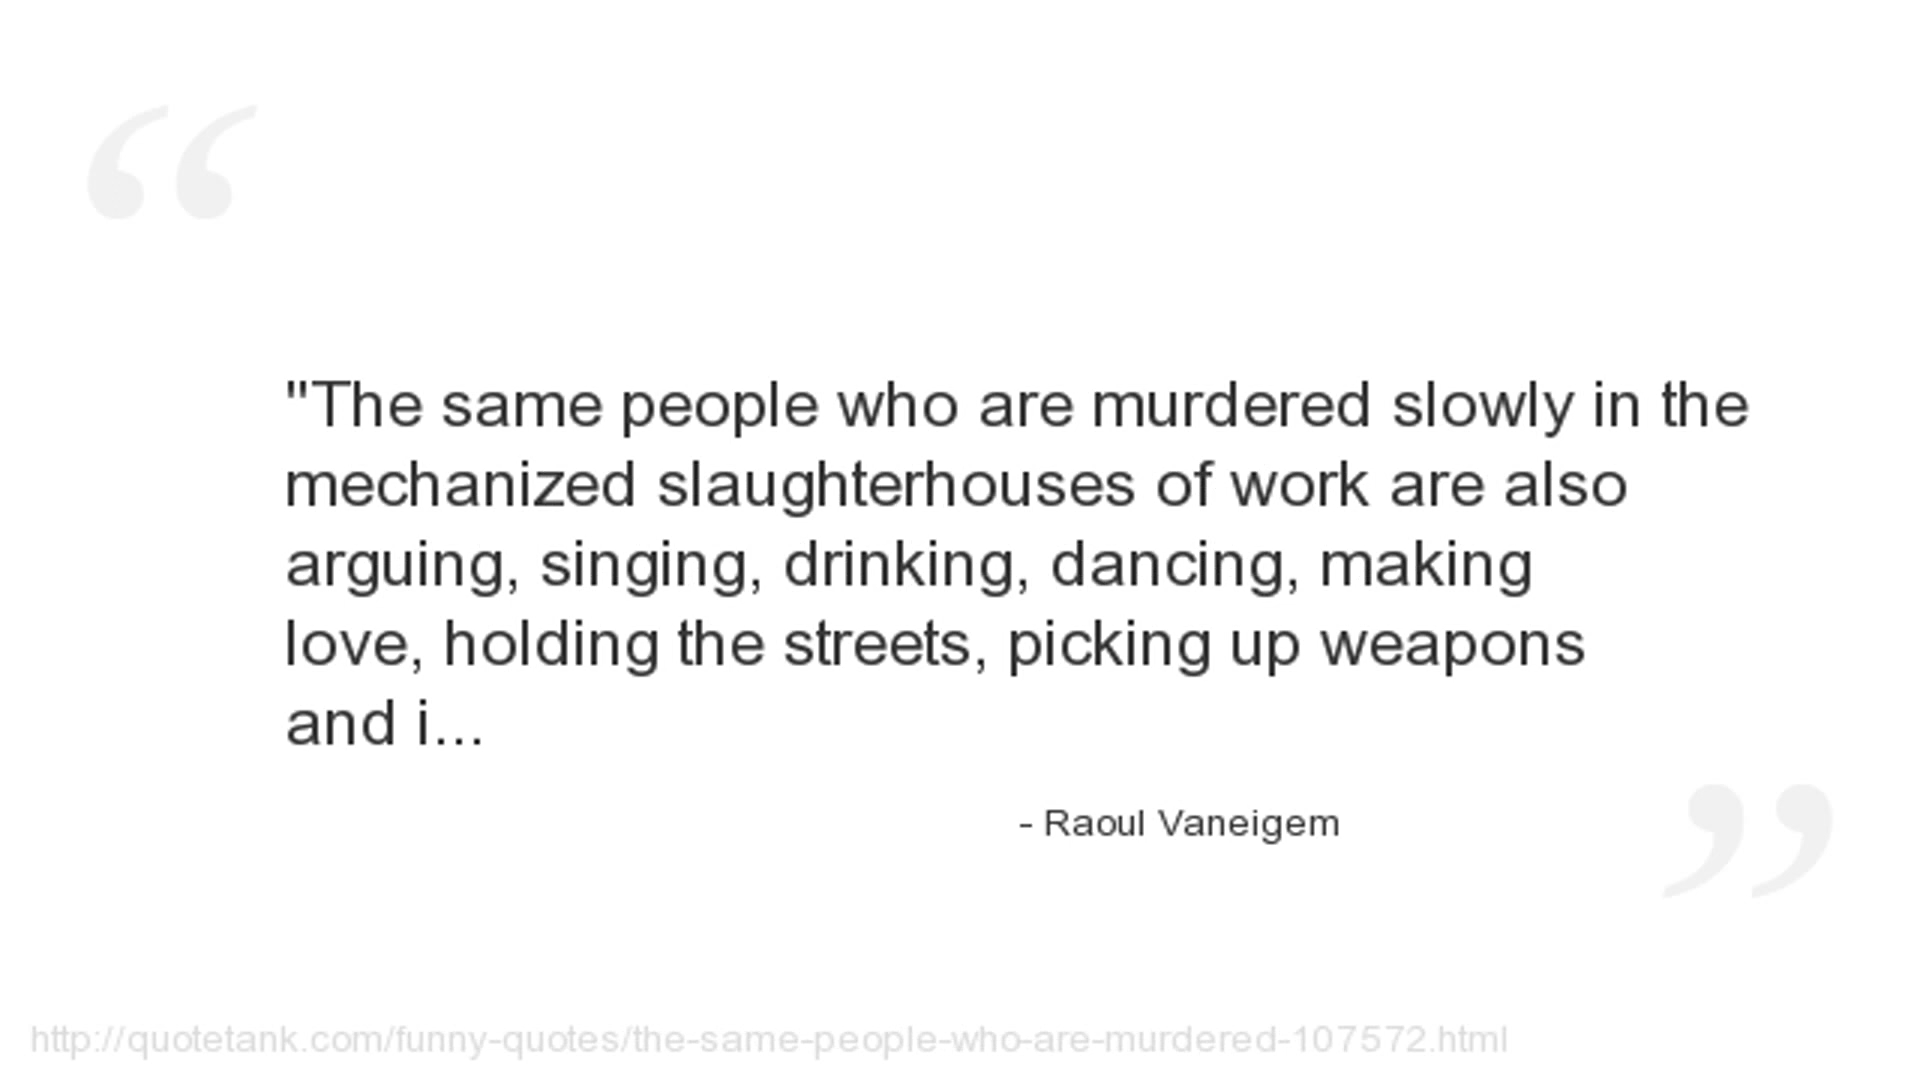 "The same people who are murdered slowly in the
mechanized slaughterhouses of work are also
arguing, singing, drinking, dancing, making
love, holding the streets, picking up weapons
and i...
- Raoul Vaneigem
http://quotetank.com/funny-quotes/the-same-people-who-are-murdered-107572.html